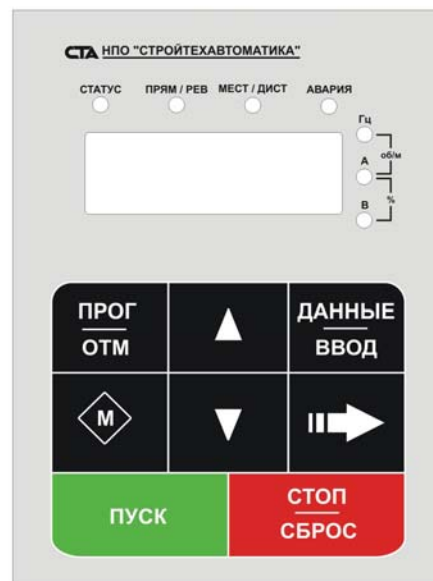 СТА НПО "СТРОЙТЕХАВТОМАТИКА"
СТАТУС ПРЯМ / РЕВ МЕСТ / ДИСТ АВАРИЯ
Гц
об/м
А
%
В
ПРОГ
ОТМ
ДАННЫЕ
ВВОД
М
ПУСК
СТОП
СБРОС